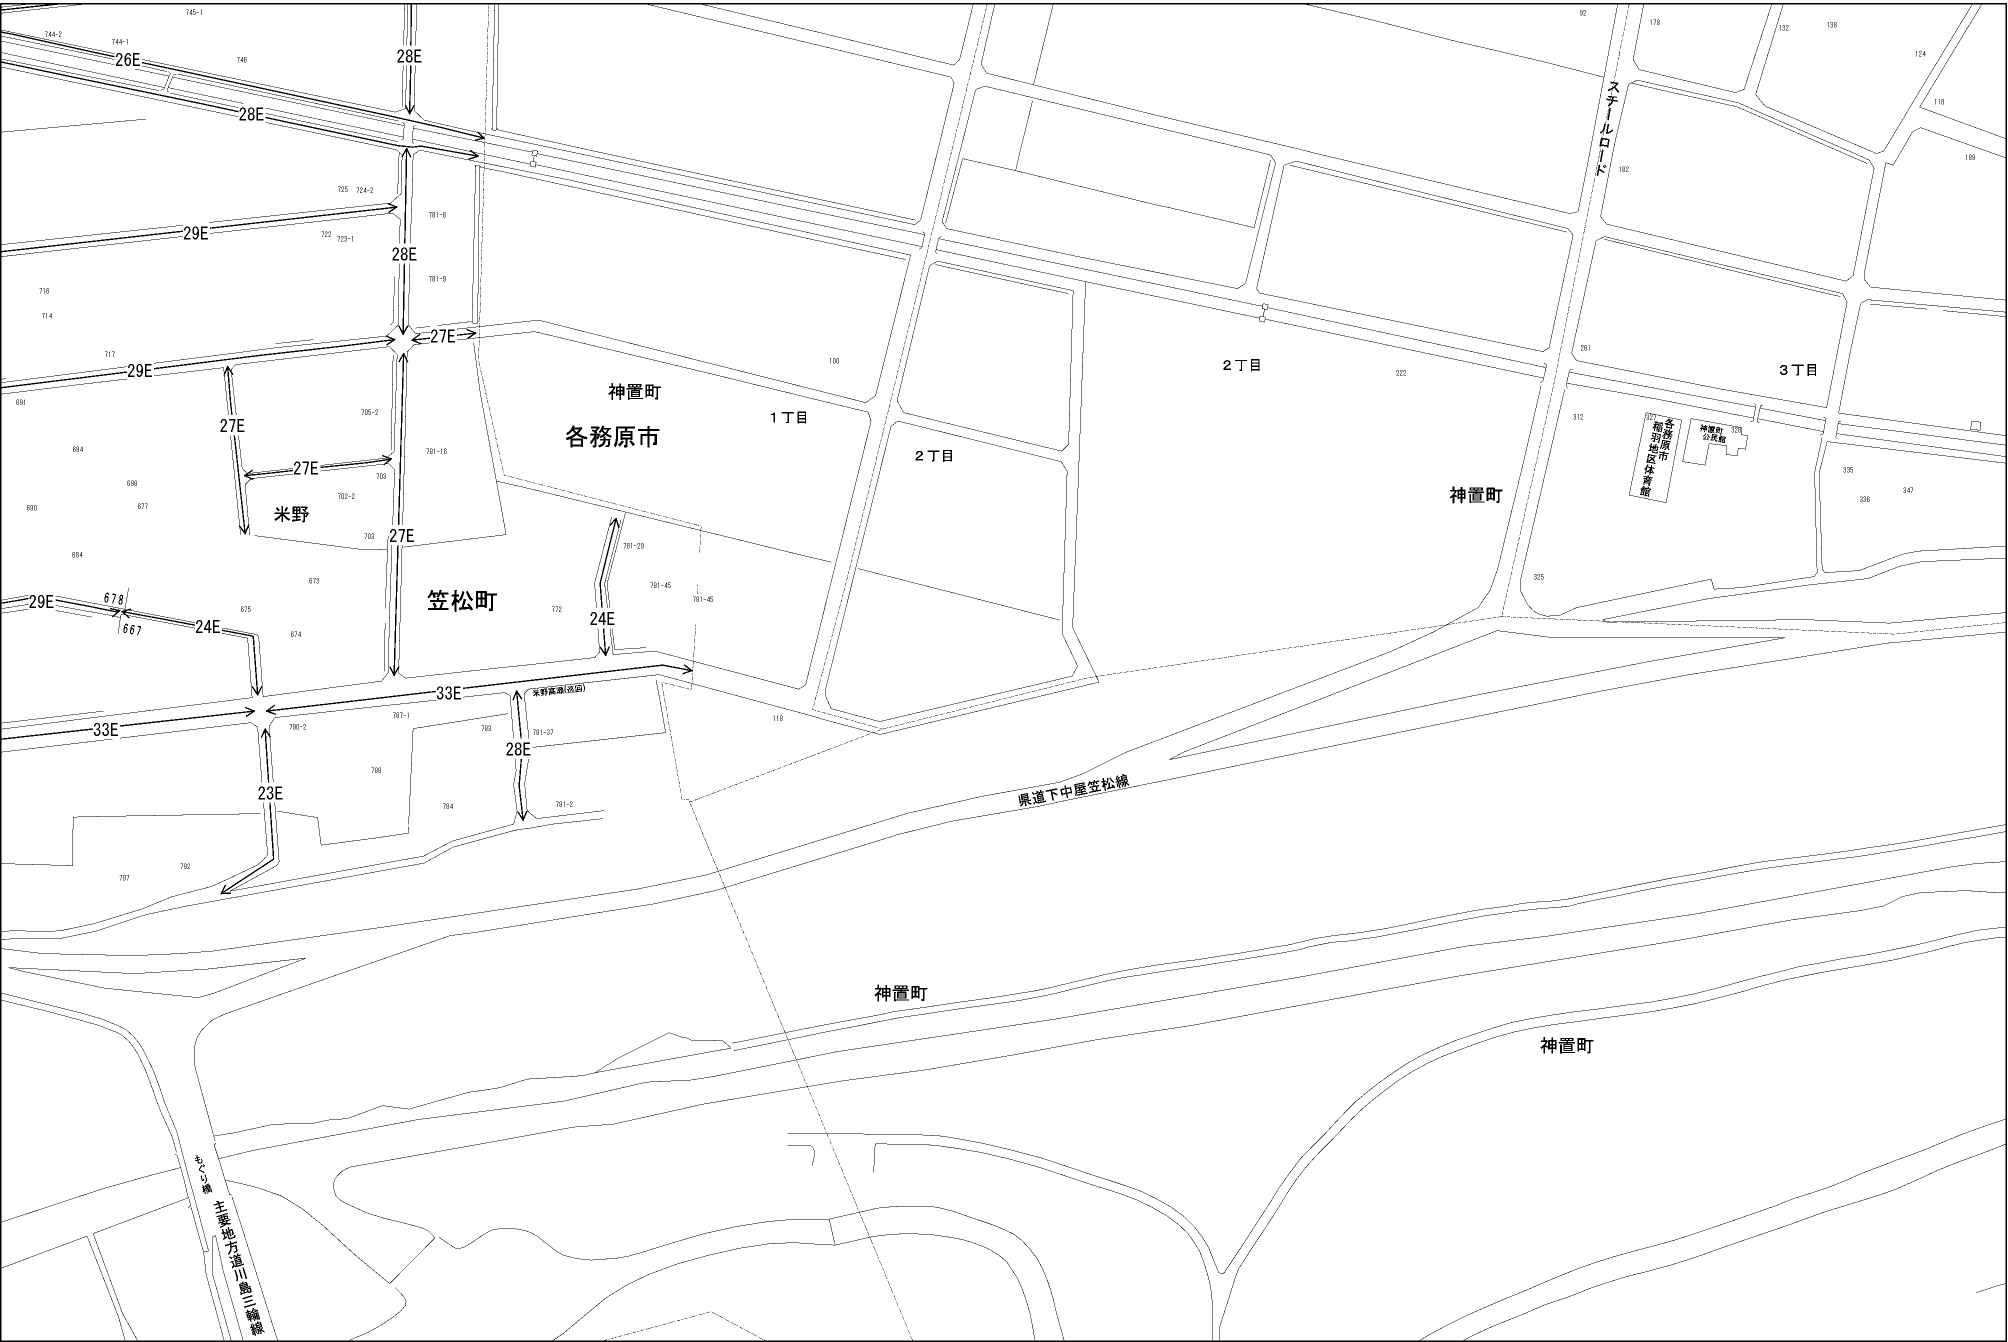 745-1
92
178
132
138
744-2
744-1
26E
746
28E
124
118
28E
スチールロード
189
182
725
724-2
781-8
29E
722
723-1
28E
781-9
716
714
27E
717
29E
100
261
2丁目
222
3丁目
691
705-2
神置町
各務原市
1丁目
27E
312
327
328
神置町
公民館
各務原市
稲羽地区体育館
694
781-16
2丁目
27E
703
335
698
702-2
神置町
336
347
690
677
米野
703
27E
684
781-29
673
781-45
325
29E
678
675
笠松町
772
781-45
24E
667
24E
674
33E
米野高瀬(巡回)
33E
790-2
787-1
783
781-37
118
28E
788
23E
784
781-2
県道下中屋笠松線
792
797
神置町
神置町
もぐり橋
主要地方道川島三輪線